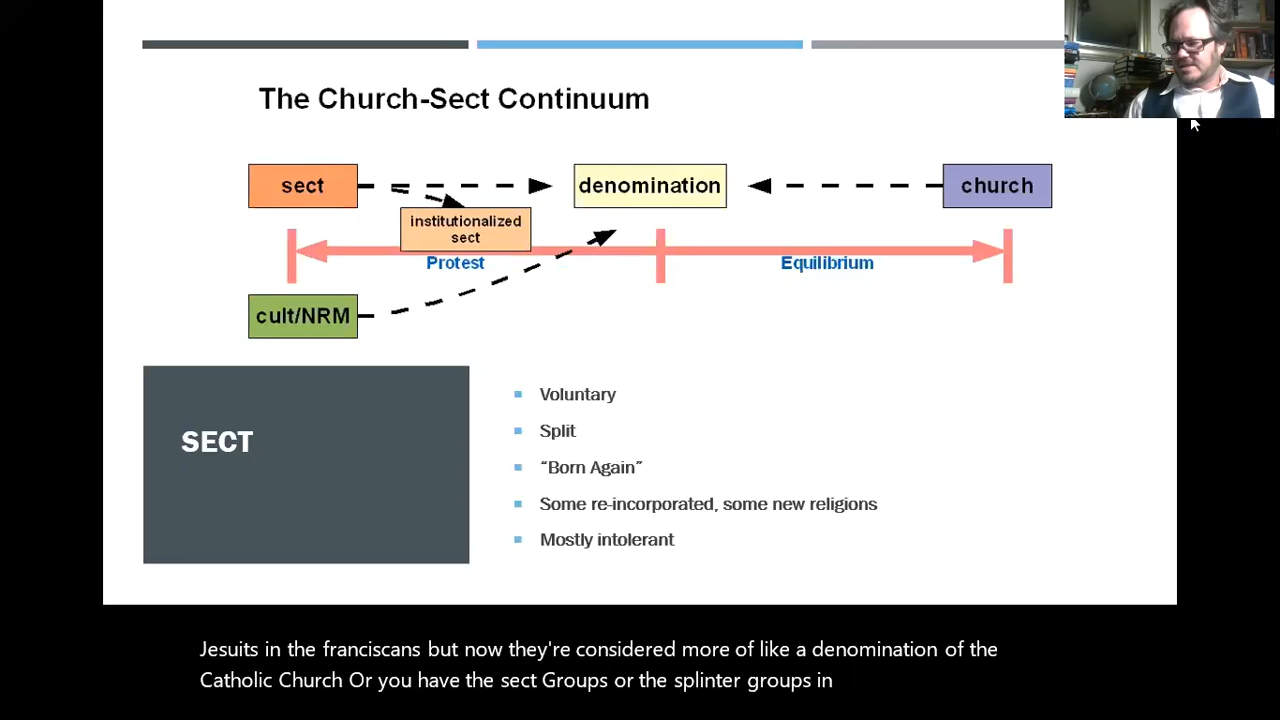 The Church-Sect Continuum
sect
denomination
church
institutionalized
sect
Protest
Equilibrium
cult/NRM
SECT
Voluntary
Split
“Born Again”
Some re-incorporated, some new religions
Mostly intolerant
Jesuits in the franciscans but now they're considered more of like a denomination of the
Catholic Church Or you have the sect Groups or the splinter groups in